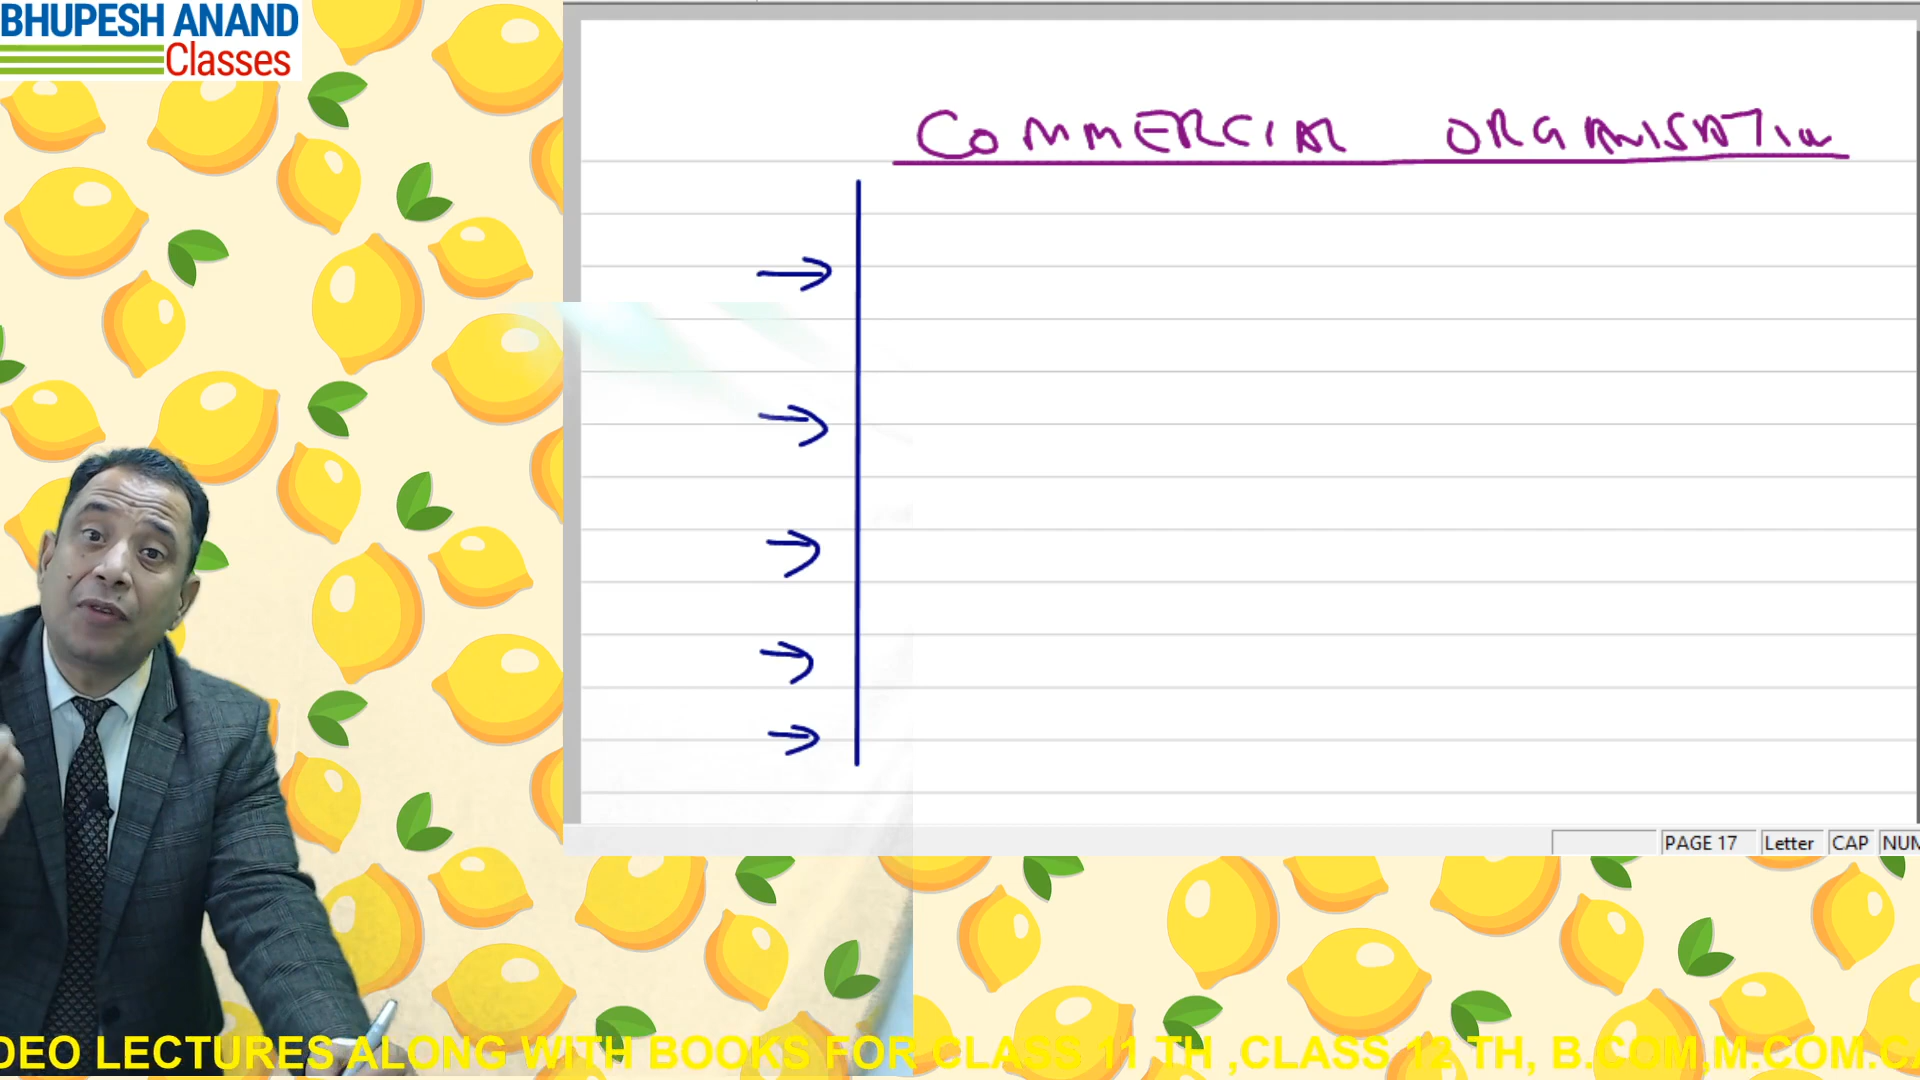 BHUPESH ANAND
Classes
COMMERCIAL ORGANISATION
PAGE 17 Letter CAP NUM
DEO LECTURES ALONG WITH BOOKS FOR CLASS 11 TH ,CLASS 12 TH, B.COM,M.COM.C